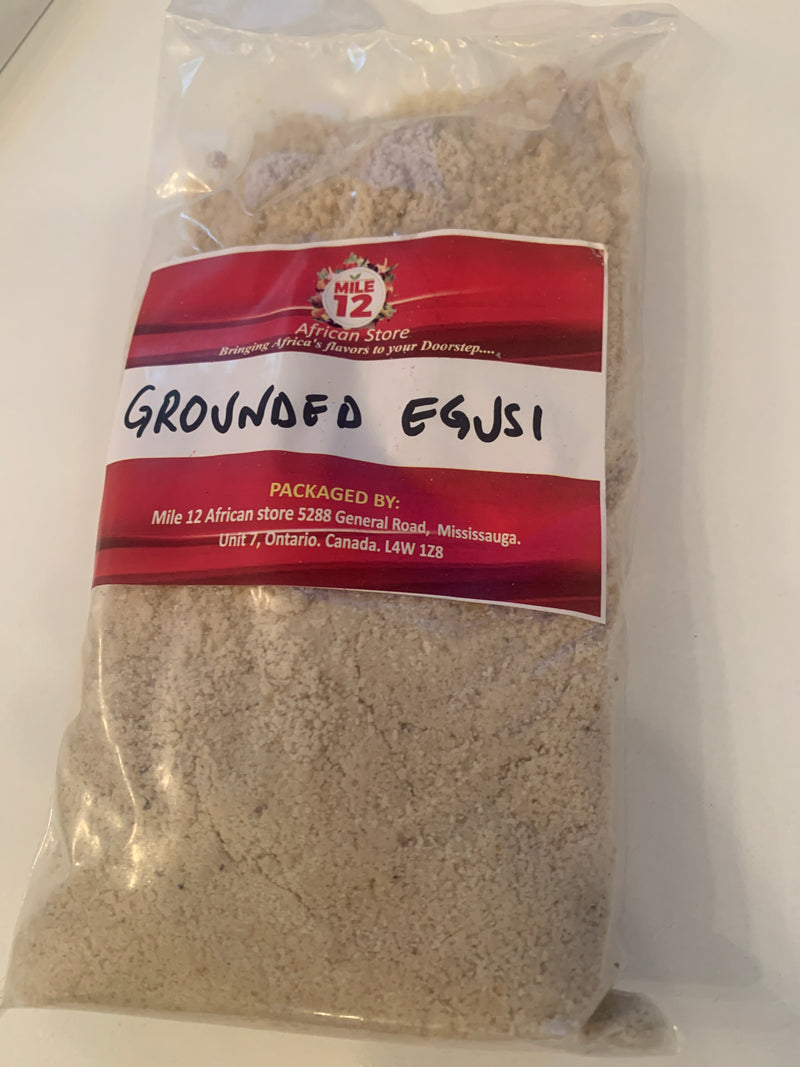 MILE
12
African Store
Bringing Africa's flavors to your Doorstep....
GROUNDED EGUSI
PACKAGED BY:
Mile 12 African store 5288 General Road, Mississauga.
Unit 7, Ontario. Canada. L4W 1Z8